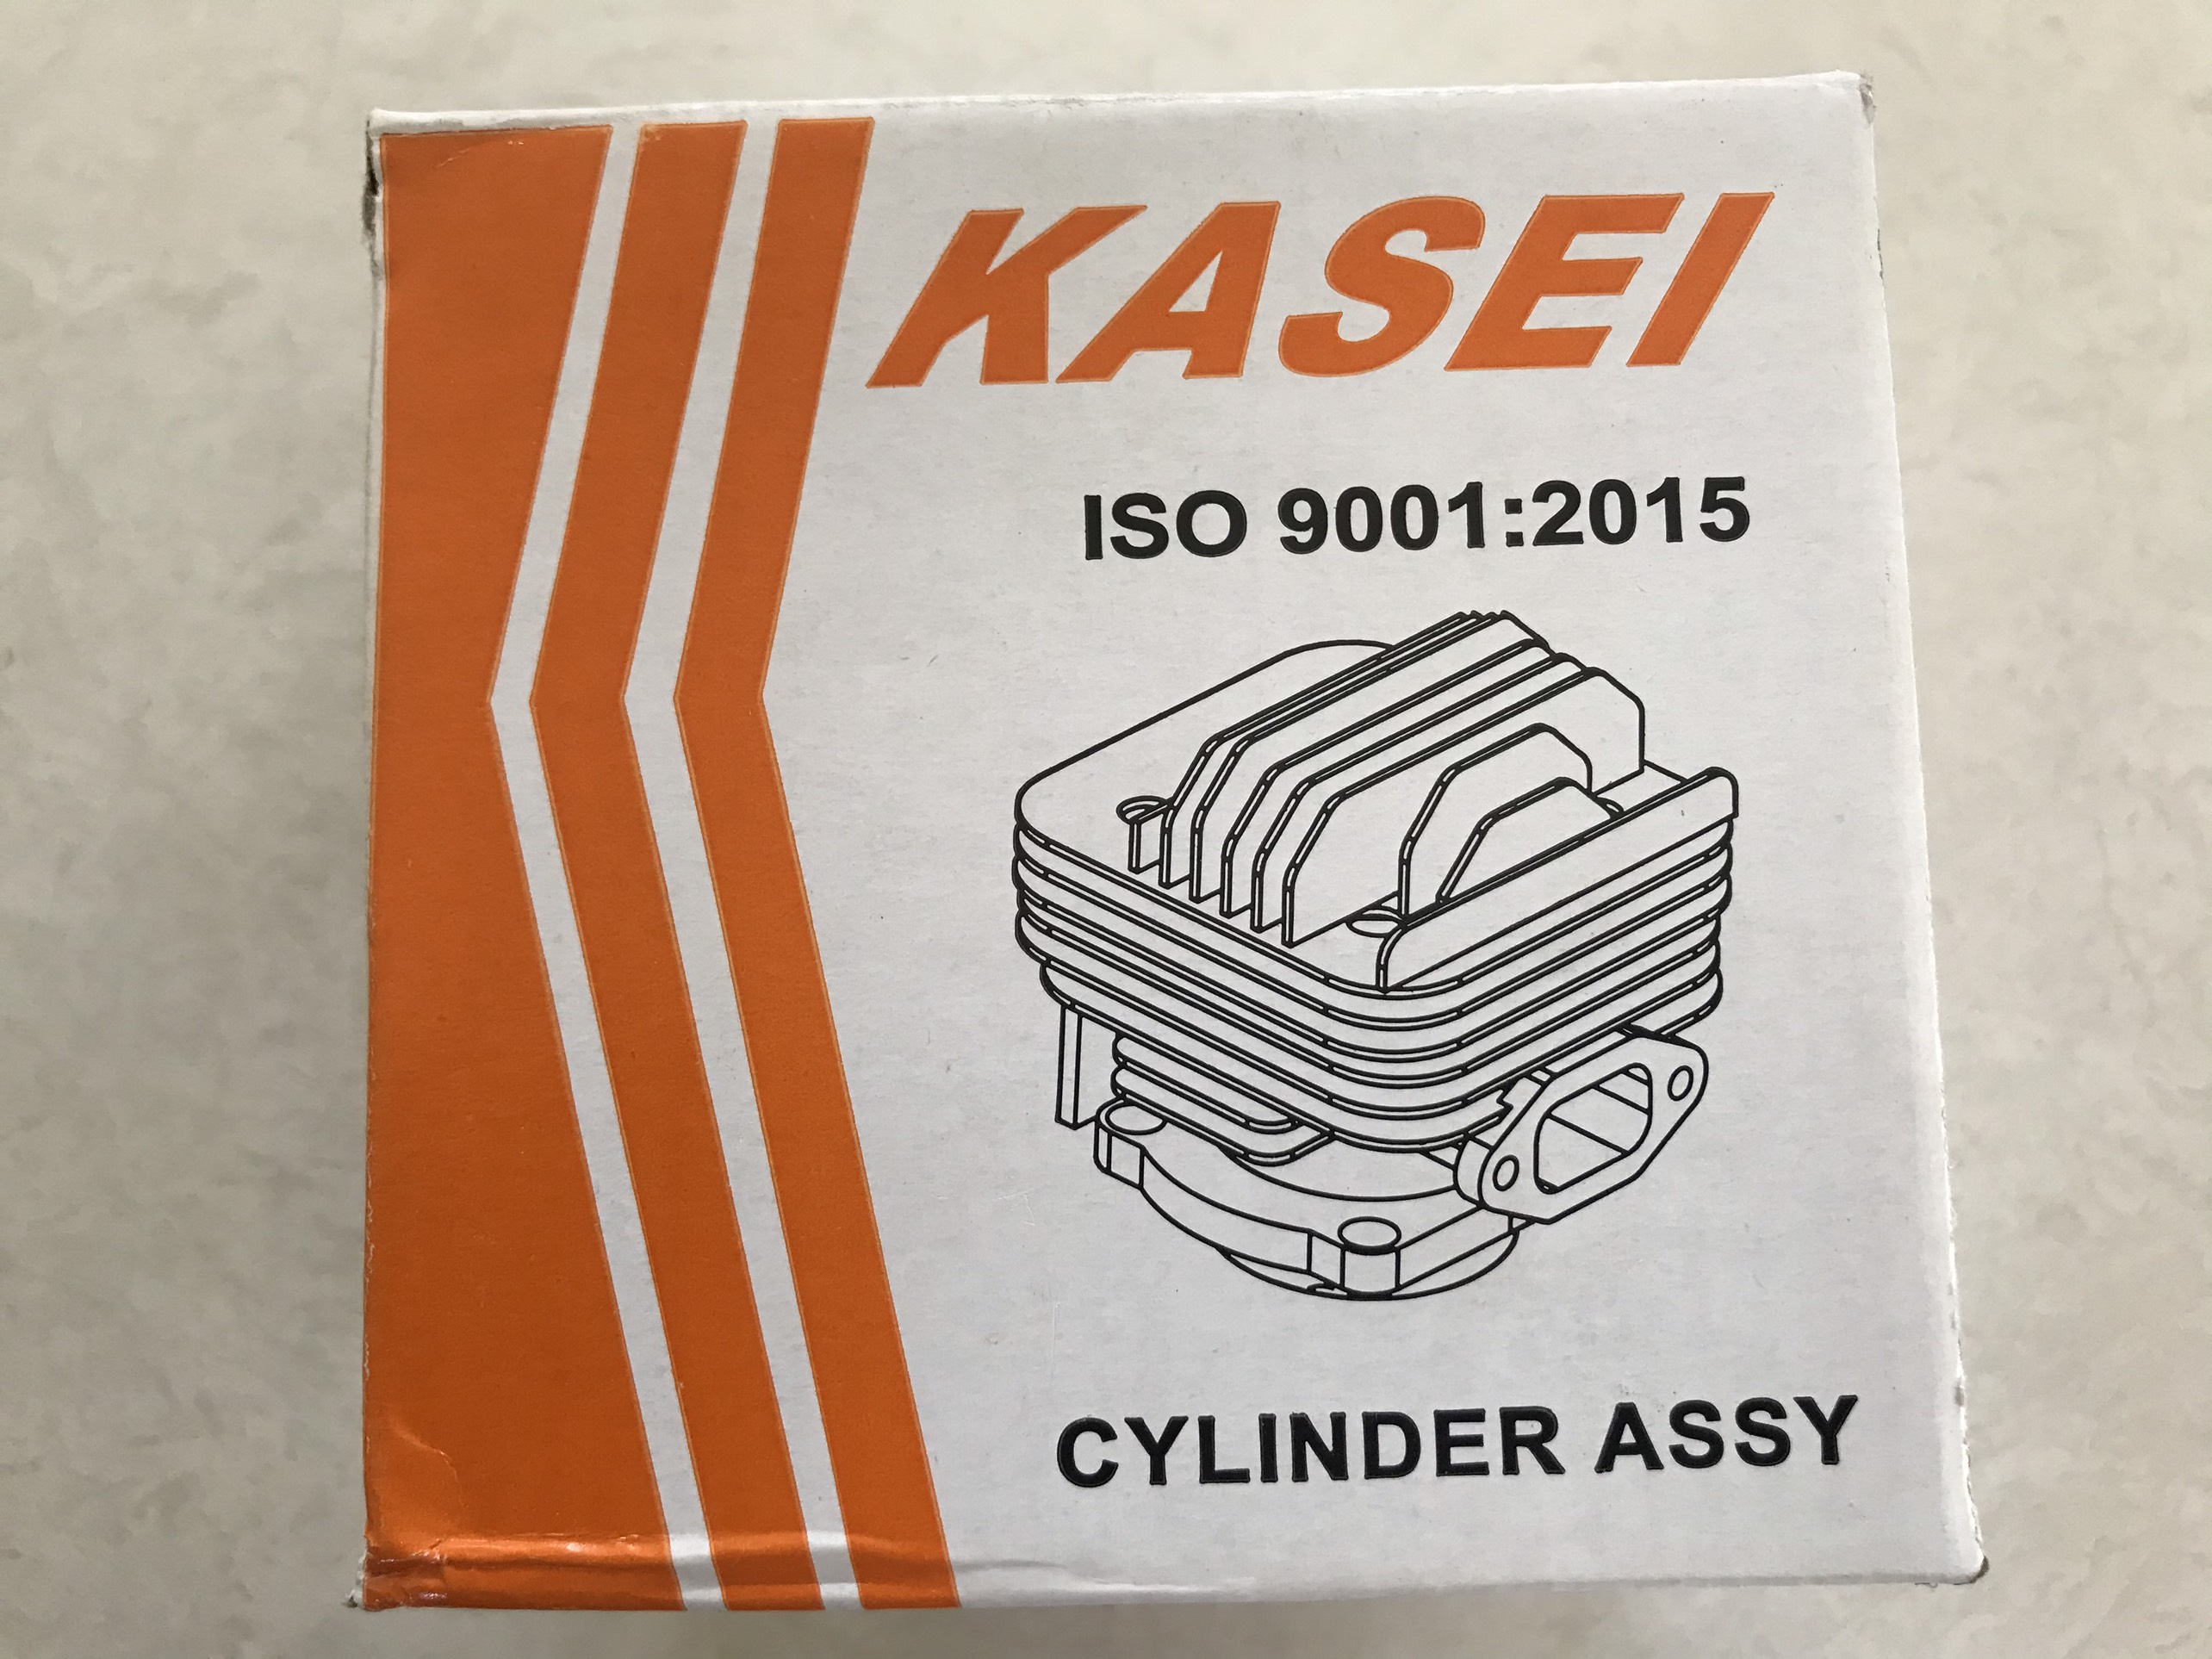 KASEI
ISO 9001:2015
CYLINDER ASSY